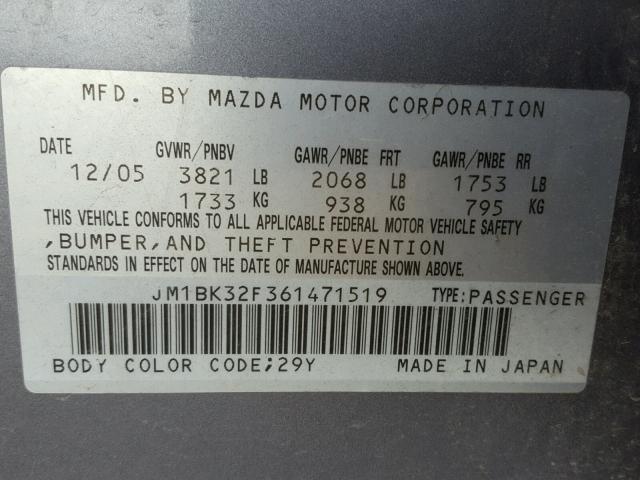 MFD. BY MAZDA MOTOR CORPORATION
DATE GVWR/PNBV GAWR/PNBE FRT GAWR/PNBE RR
12/05 3821 LB 2068 LB 1753 LB
1733 KG 938 KG 795 KG
THIS VEHICLE CONFORMS TO ALL APPLICABLE FEDERAL MOTOR VEHICLE SAFETY
,BUMPER,AND THEFT PREVENTION
STANDARDS IN EFFECT ON THE DATE OF MANUFACTURE SHOWN ABOVE.
JM1BK32F361471519 TYPE:PASSENGER
BODY COLOR CODE;29Y MADE IN JAPAN